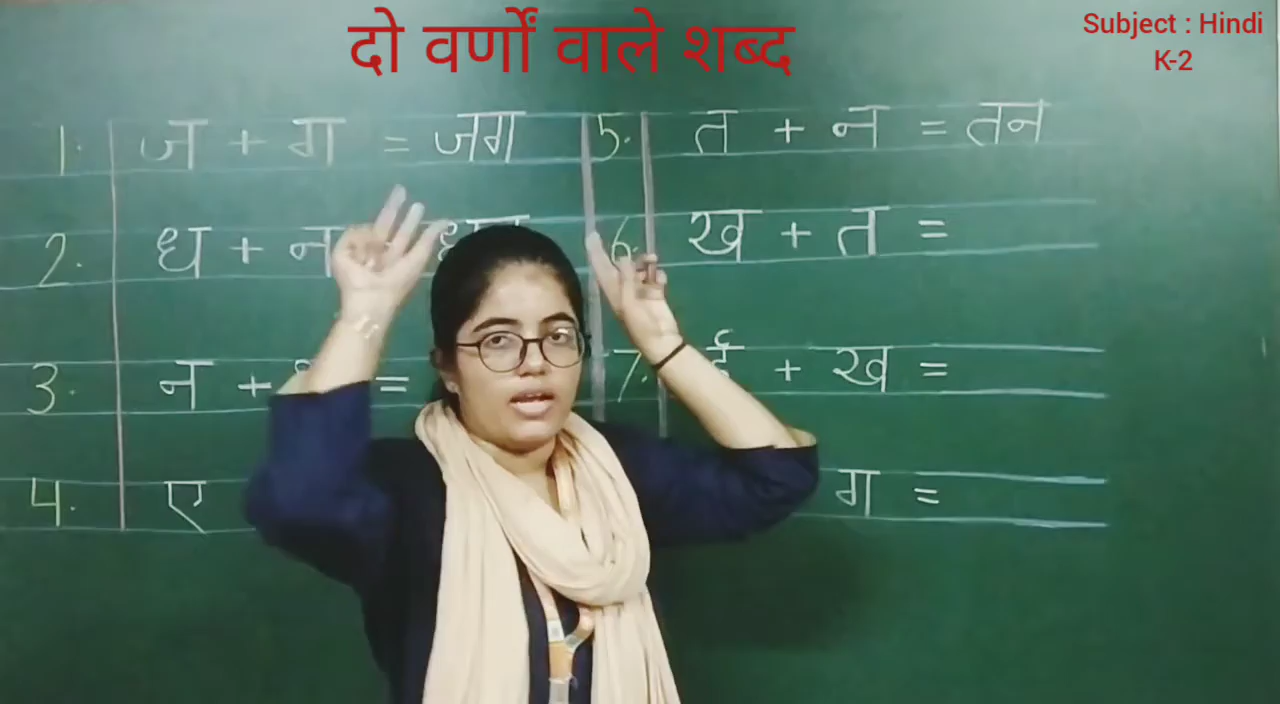 दो वर्णों वाले शब्द
Subject : Hindi
K-2
1. ज + ग = जग
2. ध + न
3. न + =
4. ए
5. त + न = तन
6. ख + त =
7. ई + ख =
ग =